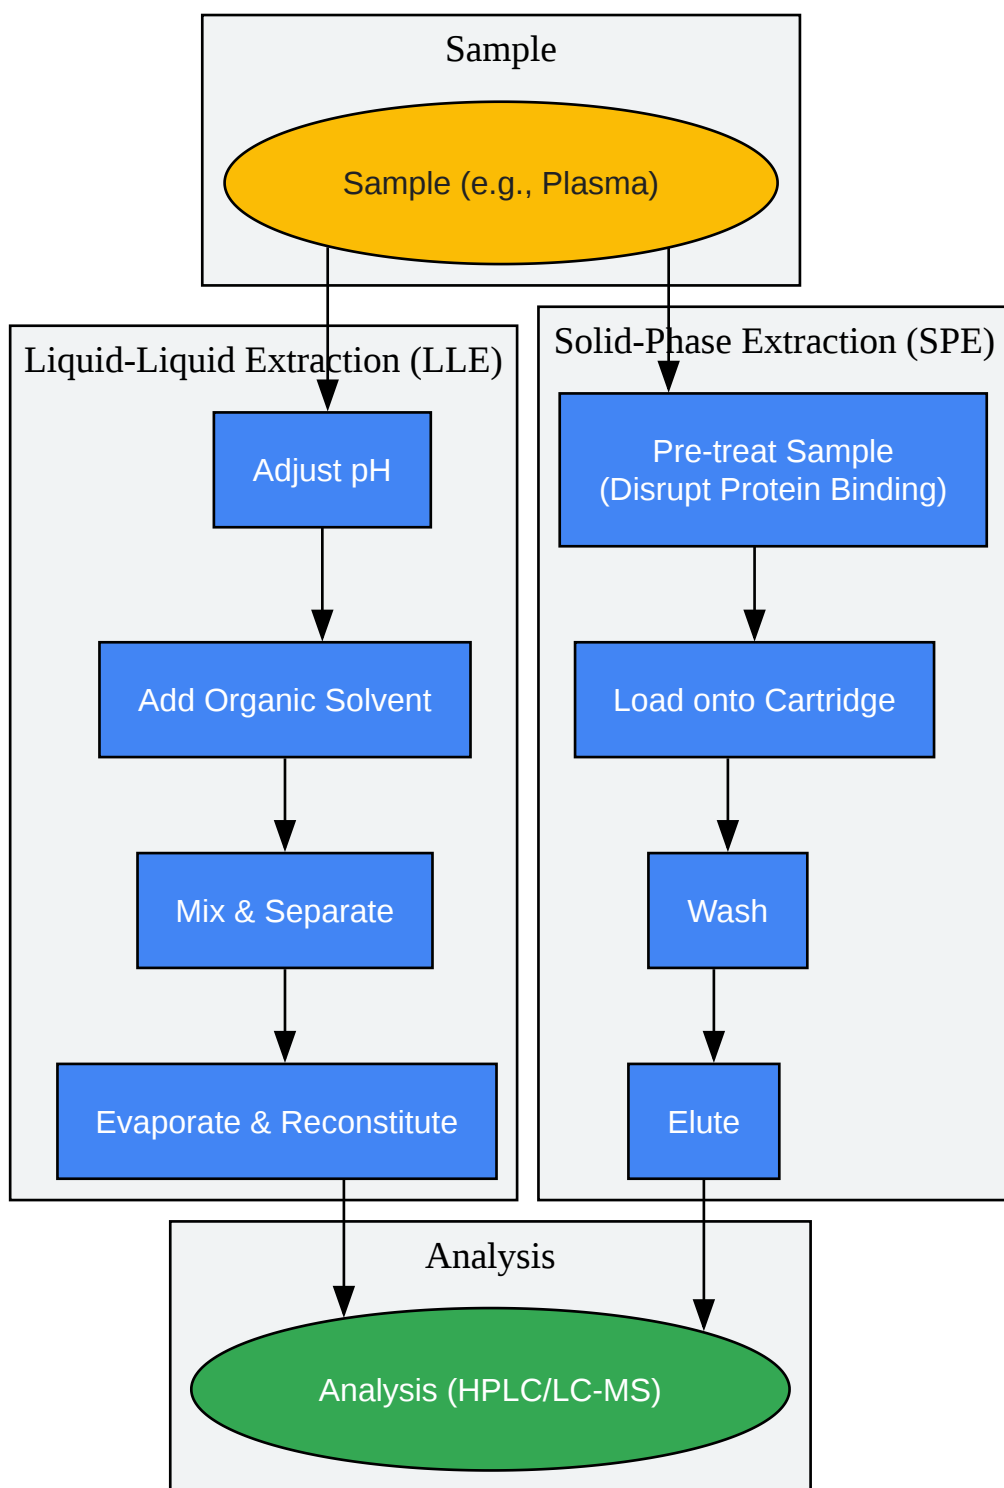 Sample
Sample (e.g., Plasma)
Liquid-Liquid Extraction (LLE)
Adjust pH
Add Organic Solvent
Mix & Separate
Evaporate & Reconstitute
Solid-Phase Extraction (SPE)
Pre-treat Sample
(Disrupt Protein Binding)
Load onto Cartridge
Wash
Elute
Analysis
Analysis (HPLC/LC-MS)